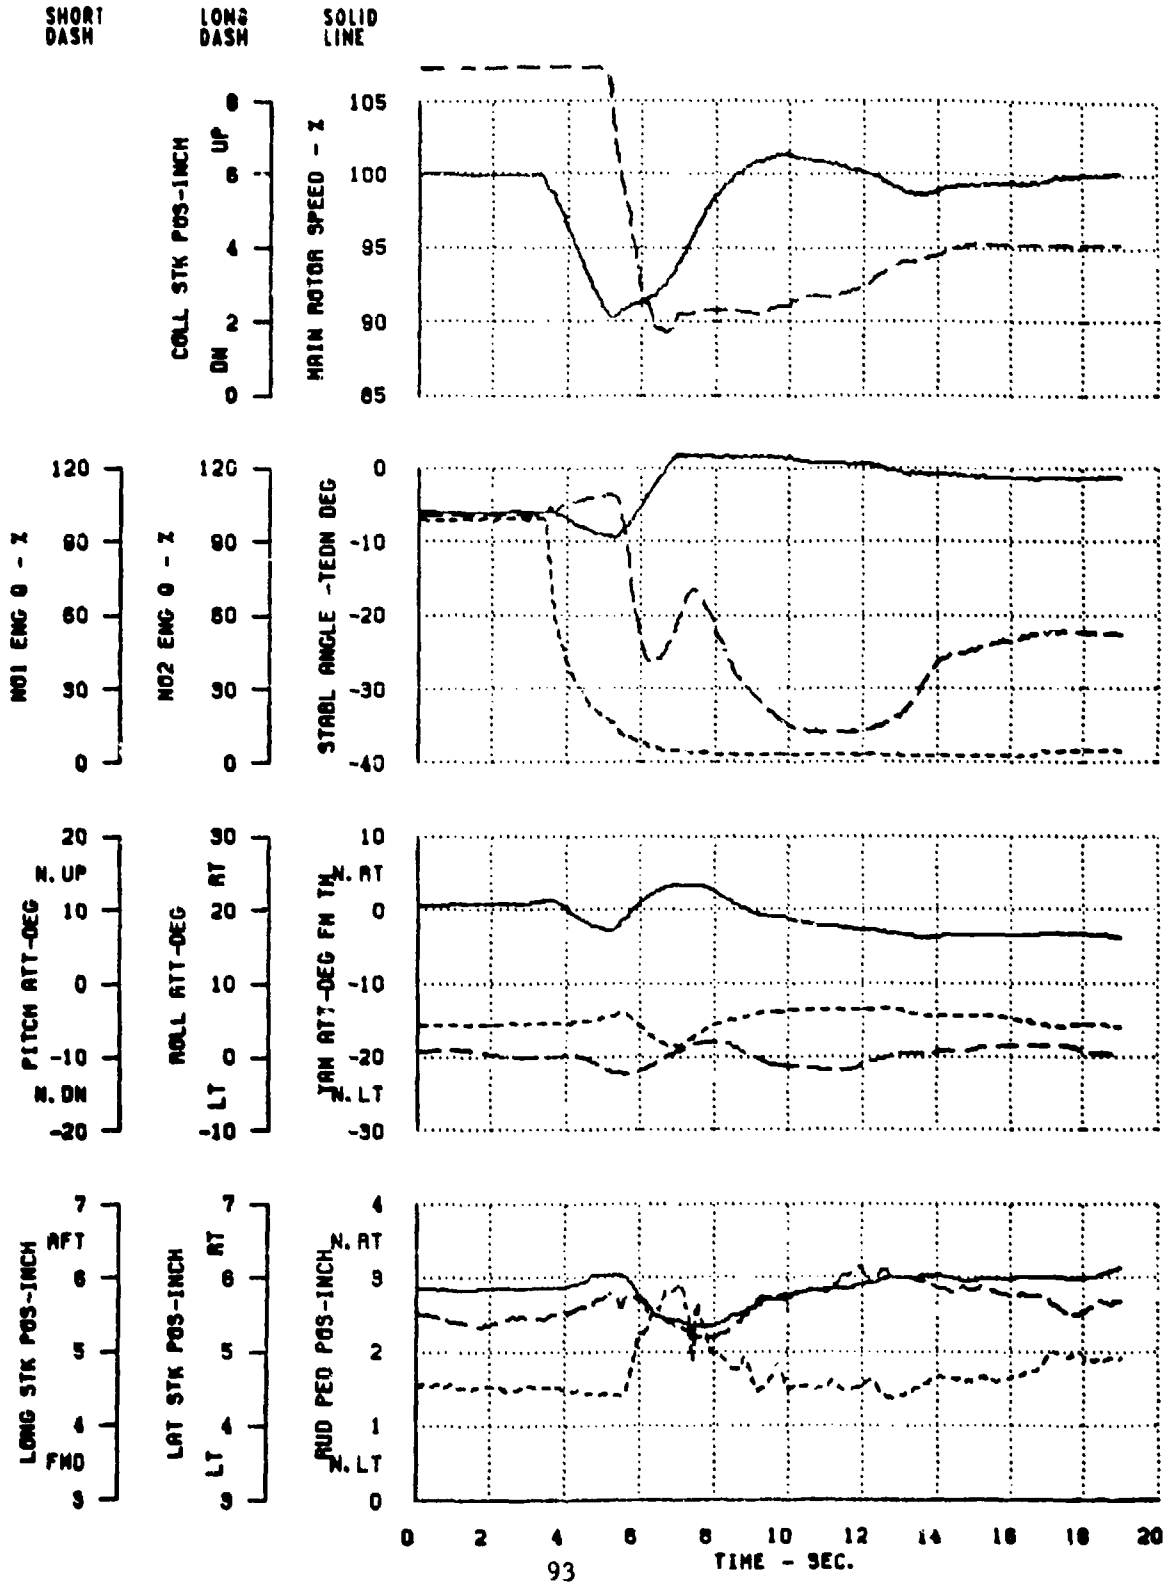 SHORT DASH
LONG DASH
SOLID LINE
COLL STK POS-INCH
DN UP
8
6
4
2
0
MAIN ROTOR SPEED - %
105
100
95
90
85
NO1 ENG Q - %
120
90
60
30
0
NO2 ENG Q - %
120
90
60
30
0
STABL ANGLE -TEDN DEG
0
-10
-20
-30
-40
PITCH ATT-DEG
20
N. UP
10
0
-10
N. DN
-20
ROLL ATT-DEG
LT RT
30
20
10
0
-10
YAW ATT-DEG FM TM
10
N. RT
0
-10
-20
N. LT
-30
LONG STK POS-INCH
7
AFT
6
5
4
FWD
3
LAT STK POS-INCH
LT RT
7
6
5
4
3
RUD PED POS-INCH
4
N. RT
3
2
1
N. LT
0
0 2 4 6 8 10 12 14 16 18 20
TIME - SEC.
93